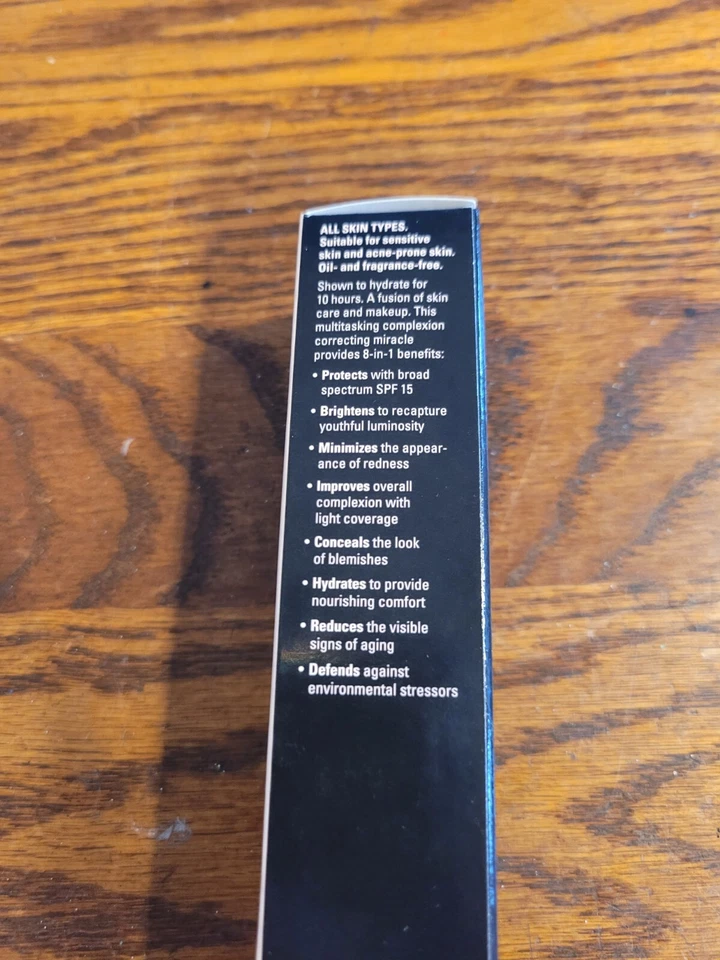 ALL SKIN TYPES.
Suitable for sensitive
skin and acne-prone skin.
Oil- and fragrance-free.
Shown to hydrate for
10 hours. A fusion of skin
care and makeup. This
multitasking complexion
correcting miracle
provides 8-in-1 benefits:
• Protects with broad
spectrum SPF 15
• Brightens to recapture
youthful luminosity
• Minimizes the appear-
ance of redness
• Improves overall
complexion with
light coverage
• Conceals the look
of blemishes
• Hydrates to provide
nourishing comfort
• Reduces the visible
signs of aging
• Defends against
environmental stressors